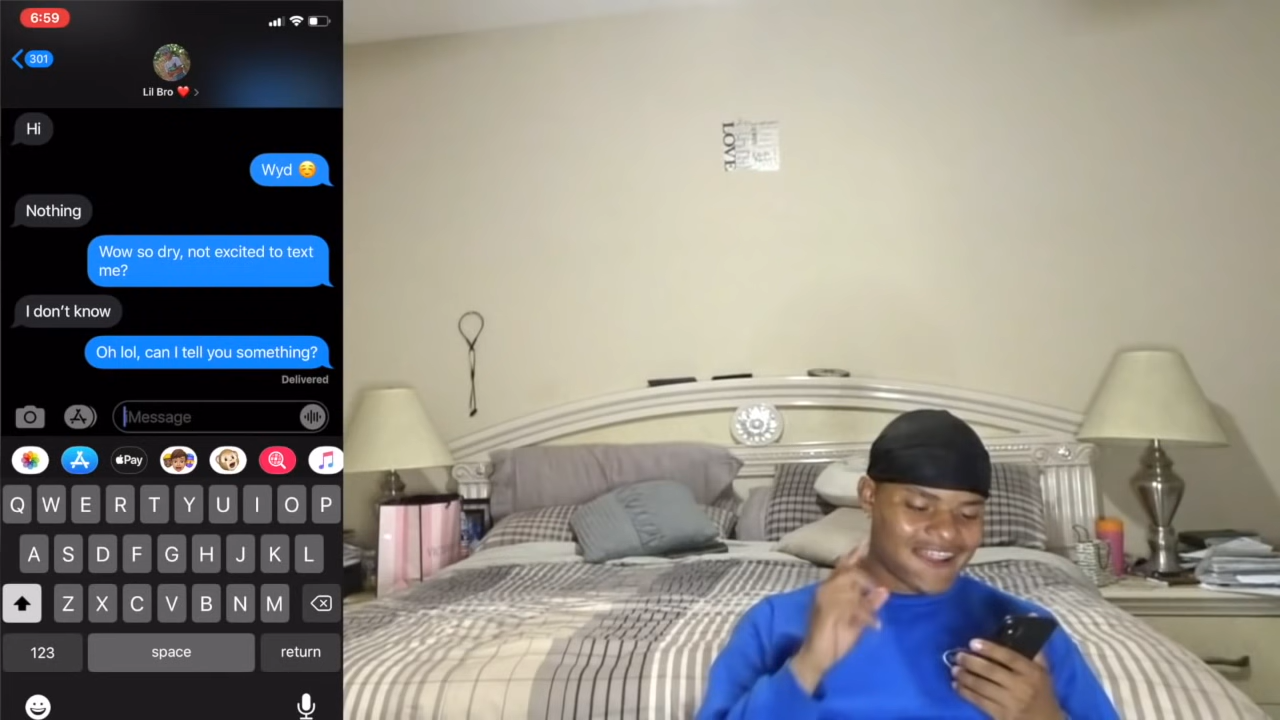 6:59
301
Lil Bro ❤️ >
Hi
Wyd ☺️
Nothing
Wow so dry, not excited to text
me?
I don't know
Oh lol, can I tell you something?
Delivered
Message
Pay
Q W E R T Y U I O P
A S D F G H J K L
Z X C V B N M
123 space return
LOVE